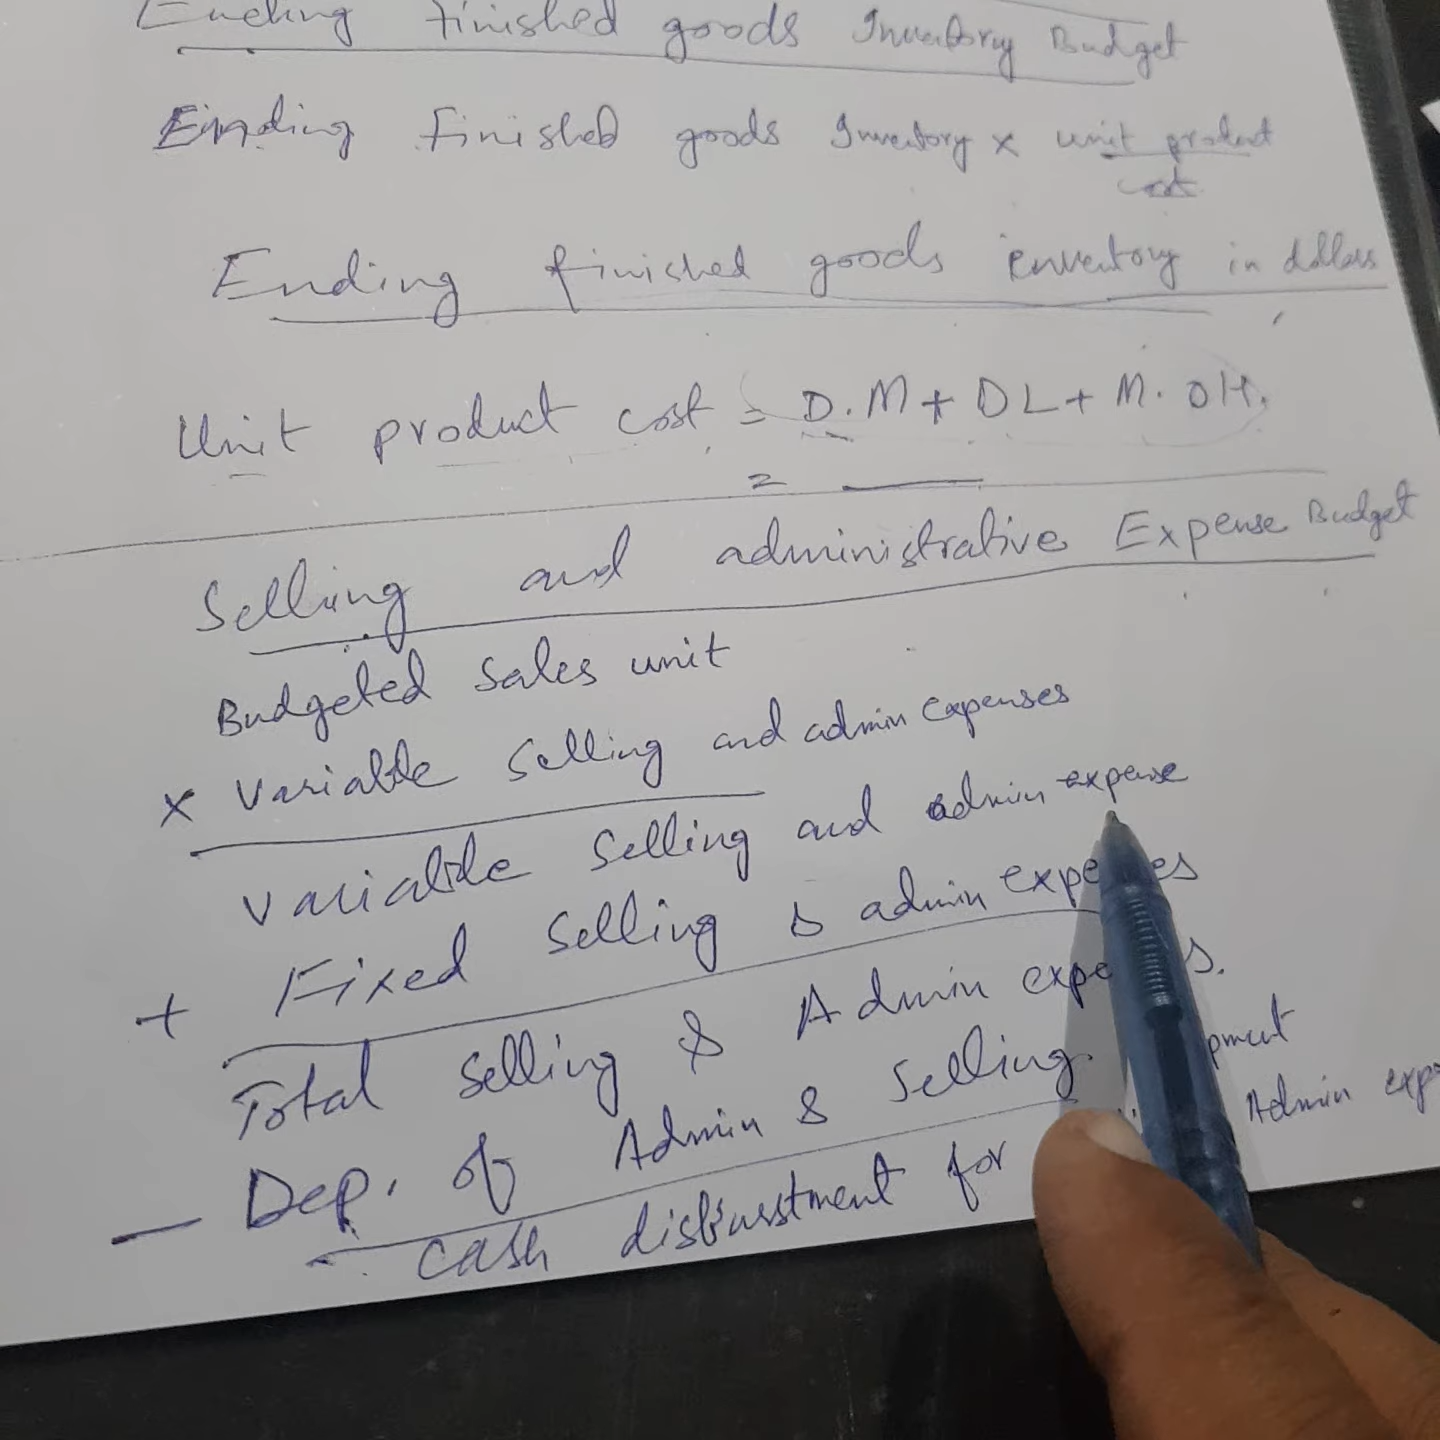 Ending finished goods Inventory Budget
Ending finished goods Inventory x unit product
cost
Ending finished goods inventory in dollars
Unit product cost = D.M + DL + M.OH.
=
Selling and administrative Expense Budget
Budgeted sales unit
x Variable Selling and admin expenses
Variable Selling and admin expense
+ Fixed Selling & admin expenses
Total selling & Admin
- Dep. of Admin & Selling
cash disbursstment for Admin